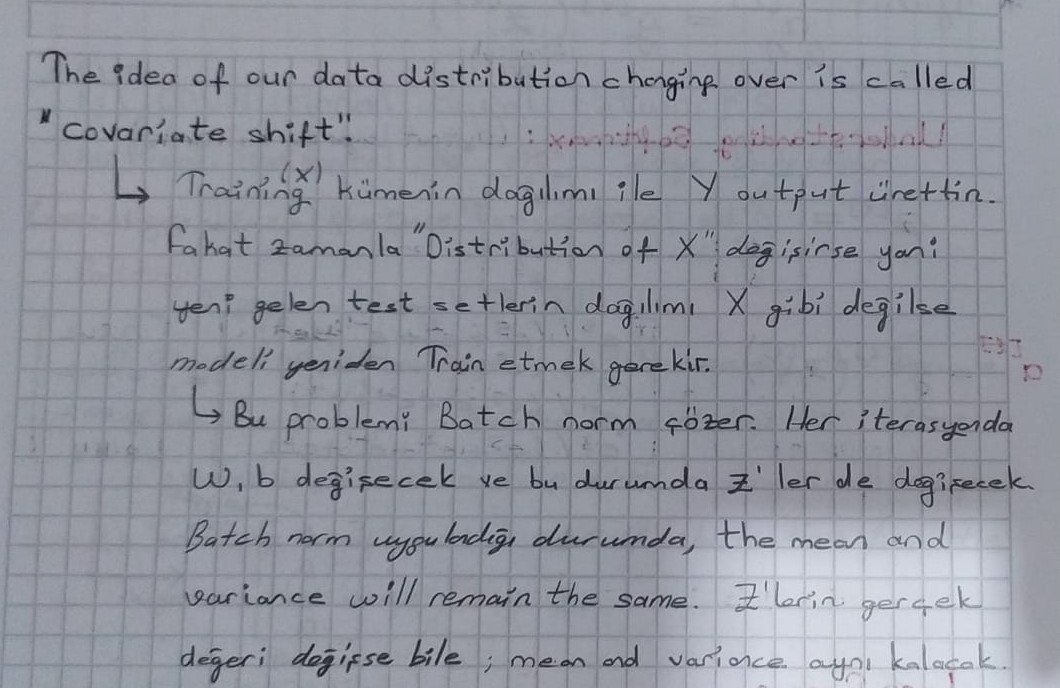 The idea of our data distribution changing over is called
"covariate shift".
Understanding Softmax :
↳ Training (X) kümenin dağılımı ile Y output ürettin.
Fakat zamanla "Distribution of X" değişirse yani
yeni gelen test setlerin dağılımı X gibi değilse
modeli yeniden Train etmek gerekir.
↳ Bu problemi Batch norm çözer. Her iterasyonda
W, b değişecek ve bu durumda Z'ler de değişecek.
Batch norm uyguladığı durumda, the mean and
variance will remain the same. Z'lerin gerçek
değeri değişse bile ; mean and variance aynı kalacak.